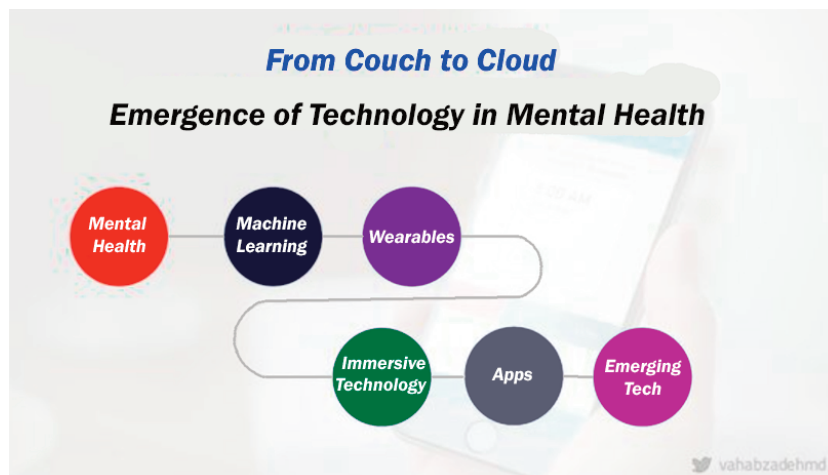 From Couch to Cloud
Emergence of Technology in Mental Health
Mental
Health
Machine
Learning
Wearables
Immersive
Technology
Apps
Emerging
Tech
vahabzadehmd